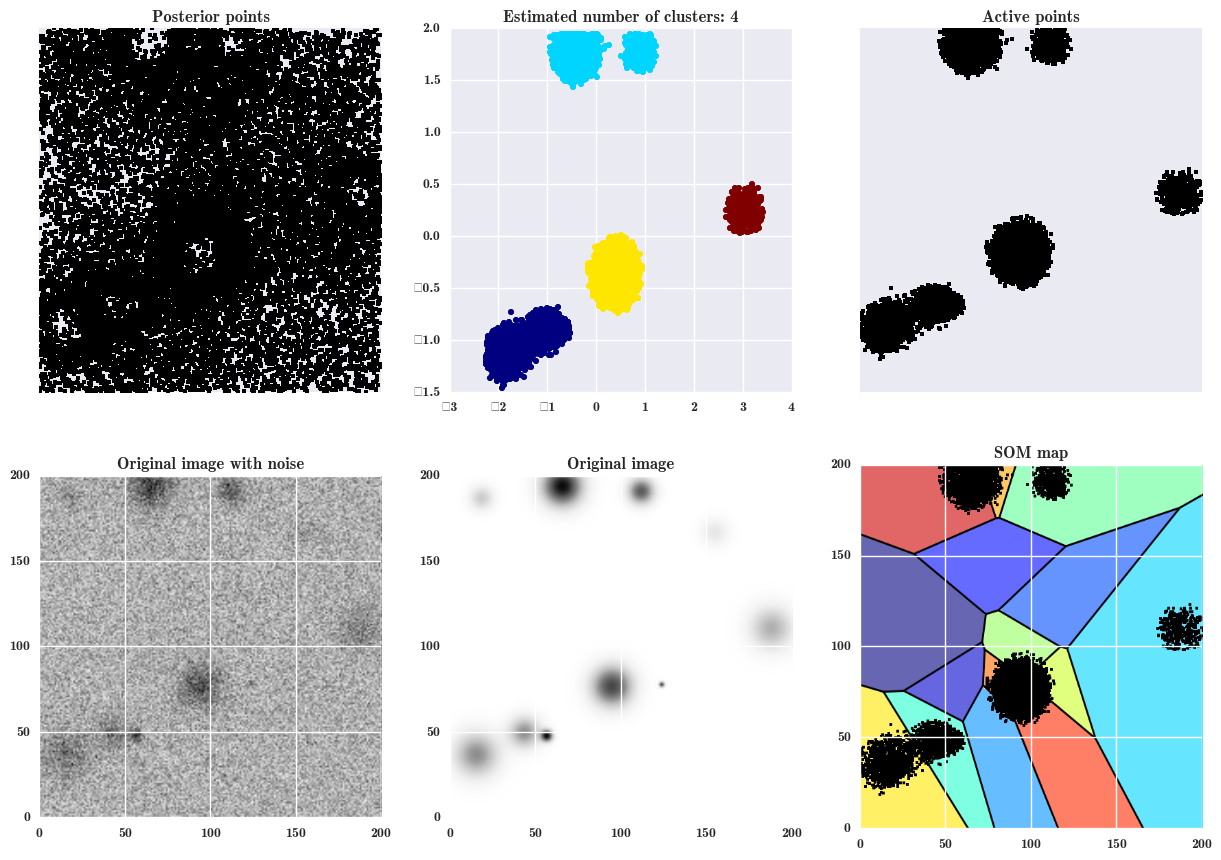 Posterior points
Estimated number of clusters: 4
Active points
2.0
1.5
1.0
0.5
0.0
□0.5
□1.0
□1.5
□3 □2 □1 0 1 2 3 4
Original image with noise
Original image
SOM map
200
150
100
50
0
0 50 100 150 200
200
150
100
50
0
0 50 100 150 200
200
150
100
50
0
0 50 100 150 200